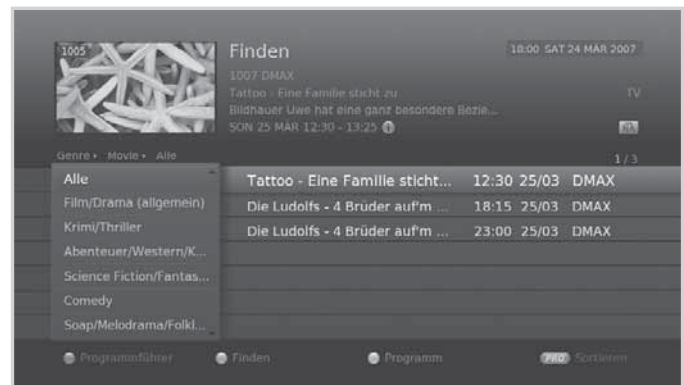 1005
Finden
18:00 SAT 24 MAR 2007
1007 DMAX
Tattoo - Eine Familie sticht zu
TV
Bildhauer Uwe hat eine ganz besondere Bezie...
SON 25 MAR 12:30 - 13:25
Genre Movie Alle
1/3
Alle
Film/Drama (allgemein)
Krimi/Thriller
Abenteuer/Western/K...
Science Fiction/Fantas...
Comedy
Soap/Melodrama/Folkl...
Tattoo - Eine Familie sticht... 12:30 25/03 DMAX
Die Ludolfs - 4 Brüder auf'm ... 18:15 25/03 DMAX
Die Ludolfs - 4 Brüder auf'm ... 23:00 25/03 DMAX
Programmführer Finden Programm PRO Sortieren